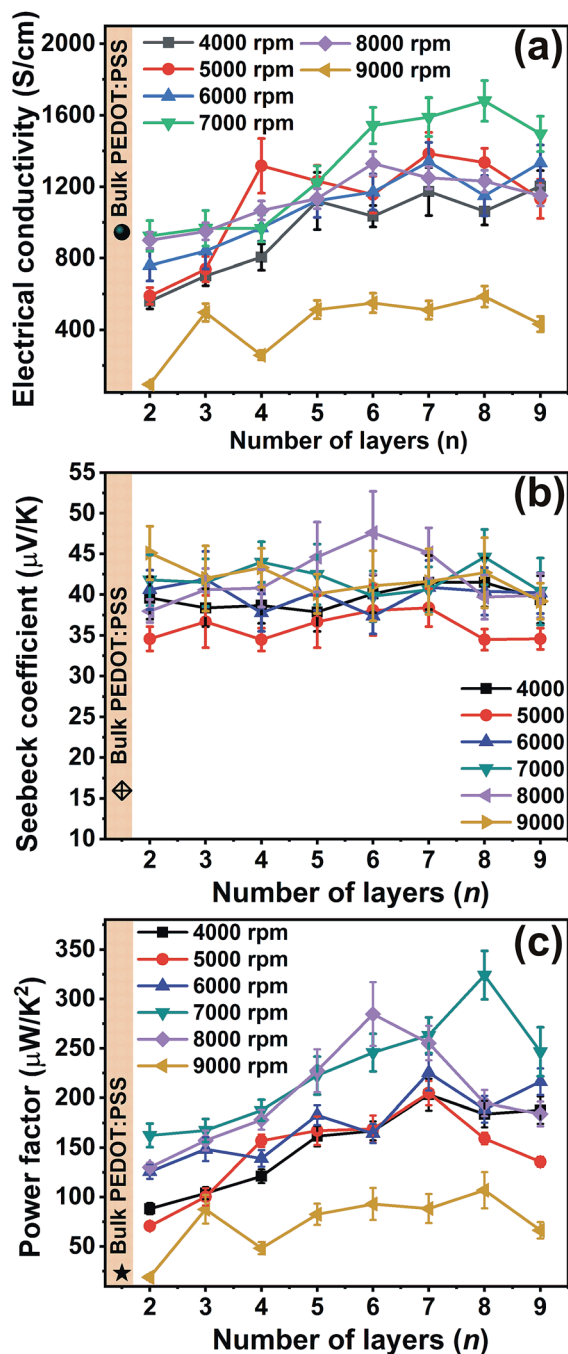 (a)
Electrical conductivity (S/cm)
2000
1600
1200
800
400
Bulk PEDOT:PSS
4000 rpm
5000 rpm
6000 rpm
7000 rpm
8000 rpm
9000 rpm
2 3 4 5 6 7 8 9
Number of layers (n)
(b)
Seebeck coefficient (μV/K)
55
50
45
40
35
30
25
20
15
10
Bulk PEDOT:PSS
4000
5000
6000
7000
8000
9000
2 3 4 5 6 7 8 9
Number of layers (n)
(c)
Power factor (μW/K²)
350
300
250
200
150
100
50
Bulk PEDOT:PSS
4000 rpm
5000 rpm
6000 rpm
7000 rpm
8000 rpm
9000 rpm
2 3 4 5 6 7 8 9
Number of layers (n)